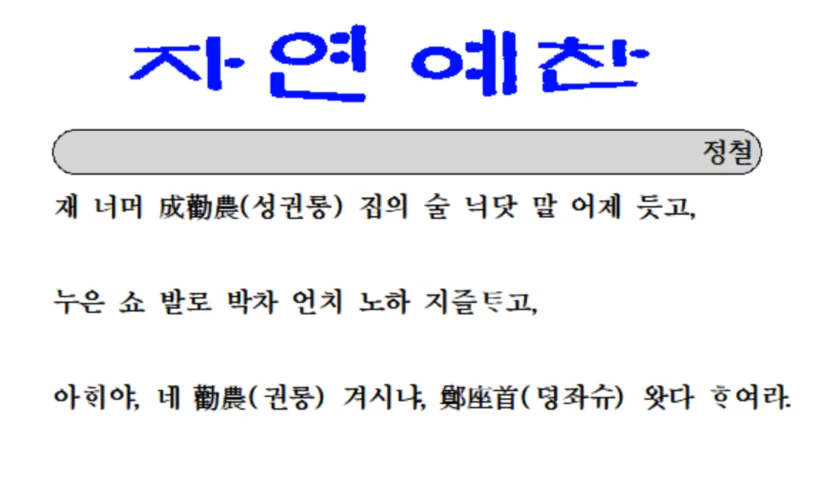 자연 예찬
정철
재 너머 成勸農(성권롱) 집의 술 닉닷 말 어제 듯고,
누은 쇼 발로 박차 언치 노하 지즐ᄐᆞ고,
아ᄒᆡ야, 네 勸農(권롱) 겨시냐, 鄭座首(뎡좌슈) 왓다 ᄒᆞ여라.